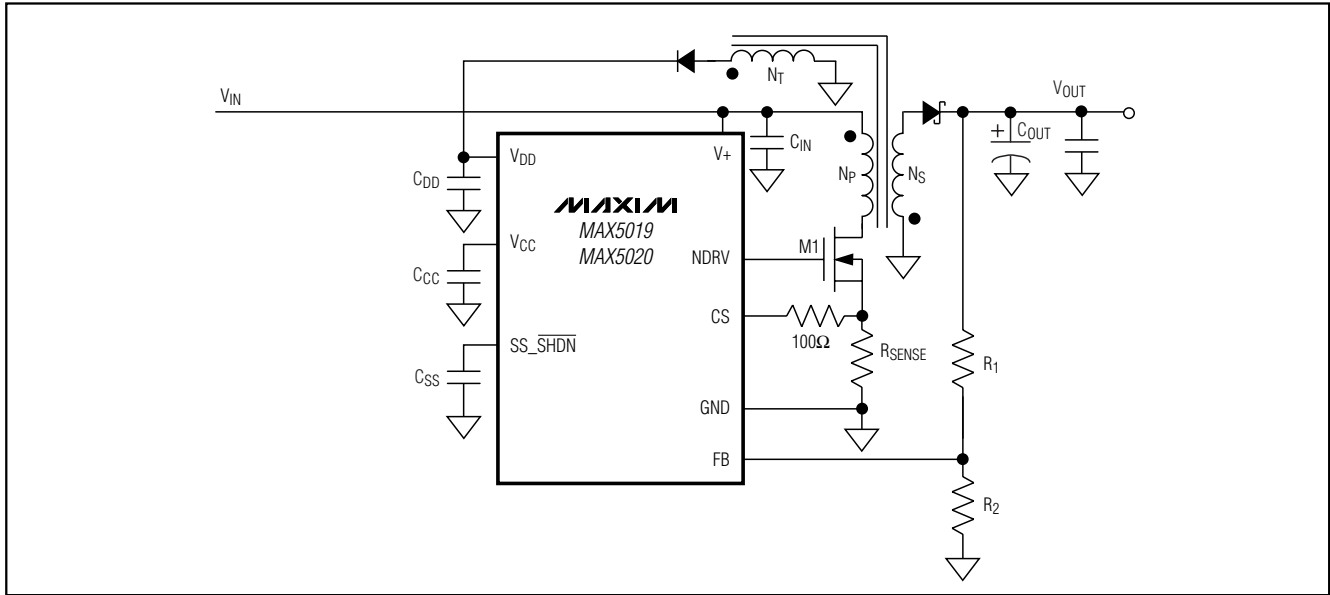 N_T
V_IN
V_OUT
V_DD
V+
C_IN
+
C_OUT
C_DD
N_P
N_S
MAXIM
MAX5019
MAX5020
V_CC
M1
NDRV
C_CC
CS
100Ω
SS_SHDN
R_SENSE
R_1
C_SS
GND
FB
R_2